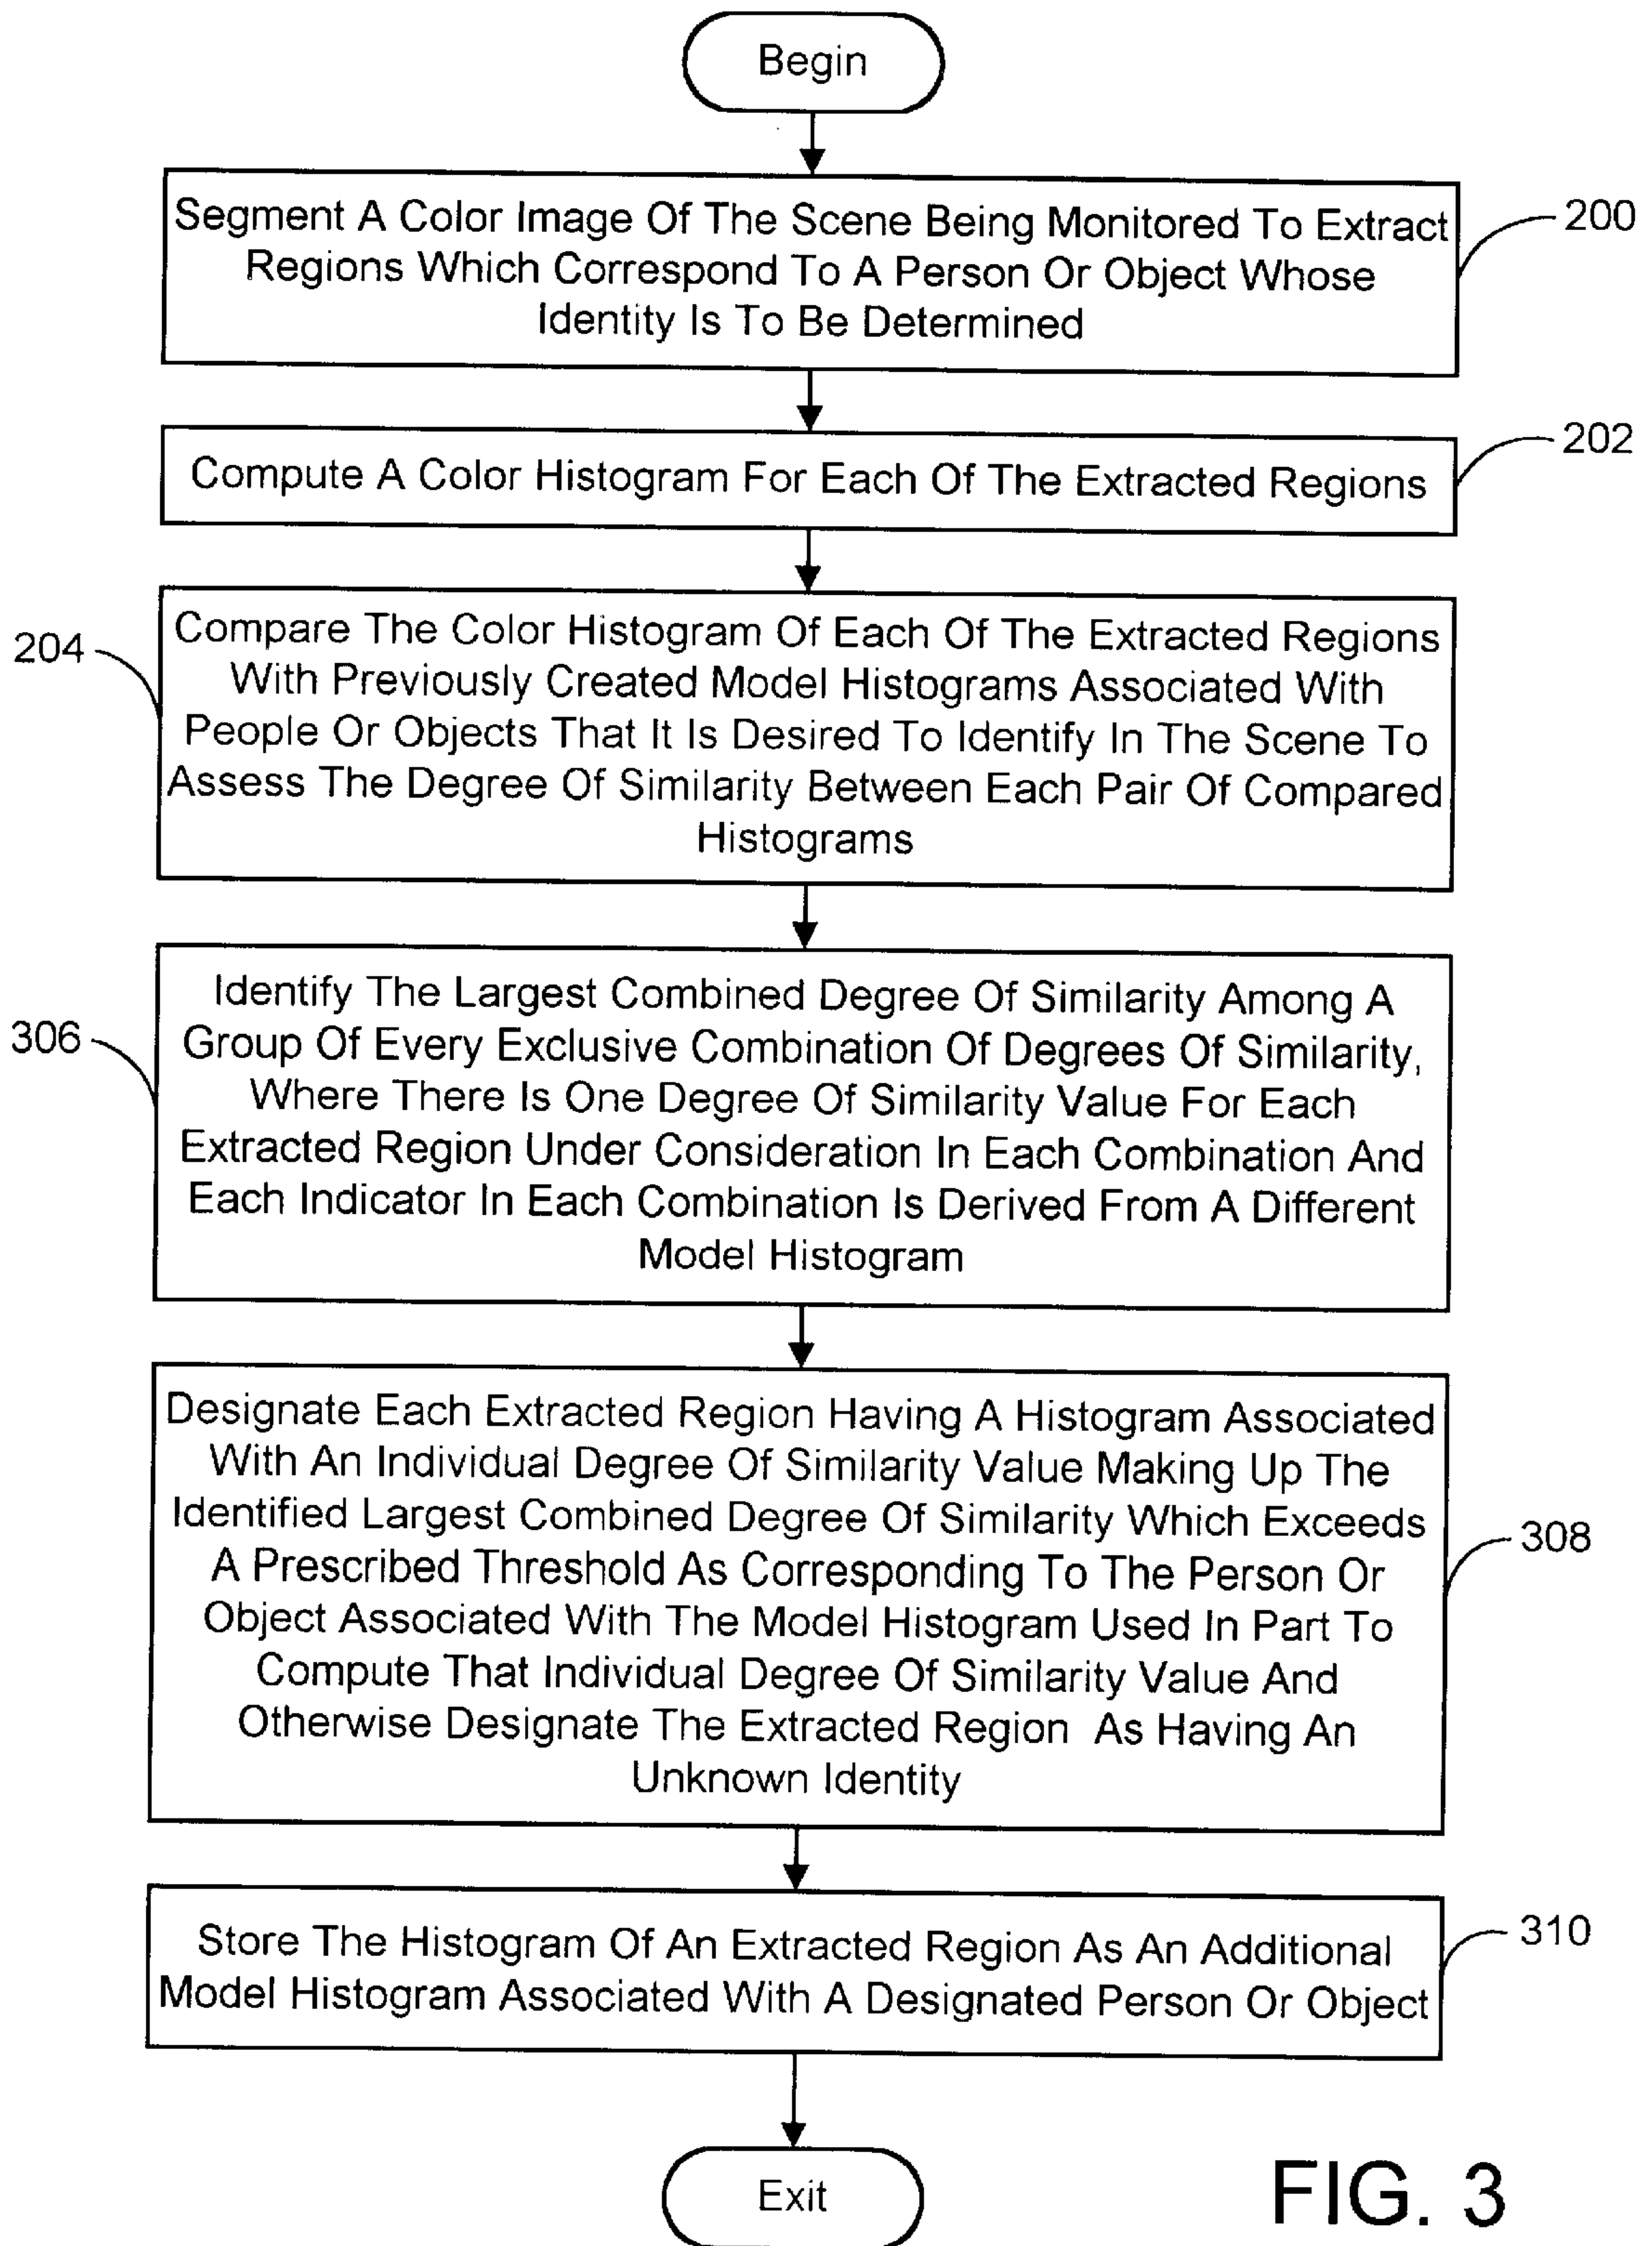 Begin
Segment A Color Image Of The Scene Being Monitored To Extract
Regions Which Correspond To A Person Or Object Whose
Identity Is To Be Determined
200
Compute A Color Histogram For Each Of The Extracted Regions
202
204
Compare The Color Histogram Of Each Of The Extracted Regions
With Previously Created Model Histograms Associated With
People Or Objects That It Is Desired To Identify In The Scene To
Assess The Degree Of Similarity Between Each Pair Of Compared
Histograms
306
Identify The Largest Combined Degree Of Similarity Among A
Group Of Every Exclusive Combination Of Degrees Of Similarity,
Where There Is One Degree Of Similarity Value For Each
Extracted Region Under Consideration In Each Combination And
Each Indicator In Each Combination Is Derived From A Different
Model Histogram
Designate Each Extracted Region Having A Histogram Associated
With An Individual Degree Of Similarity Value Making Up The
Identified Largest Combined Degree Of Similarity Which Exceeds
A Prescribed Threshold As Corresponding To The Person Or
Object Associated With The Model Histogram Used In Part To
Compute That Individual Degree Of Similarity Value And
Otherwise Designate The Extracted Region As Having An
Unknown Identity
308
Store The Histogram Of An Extracted Region As An Additional
Model Histogram Associated With A Designated Person Or Object
310
Exit
FIG. 3